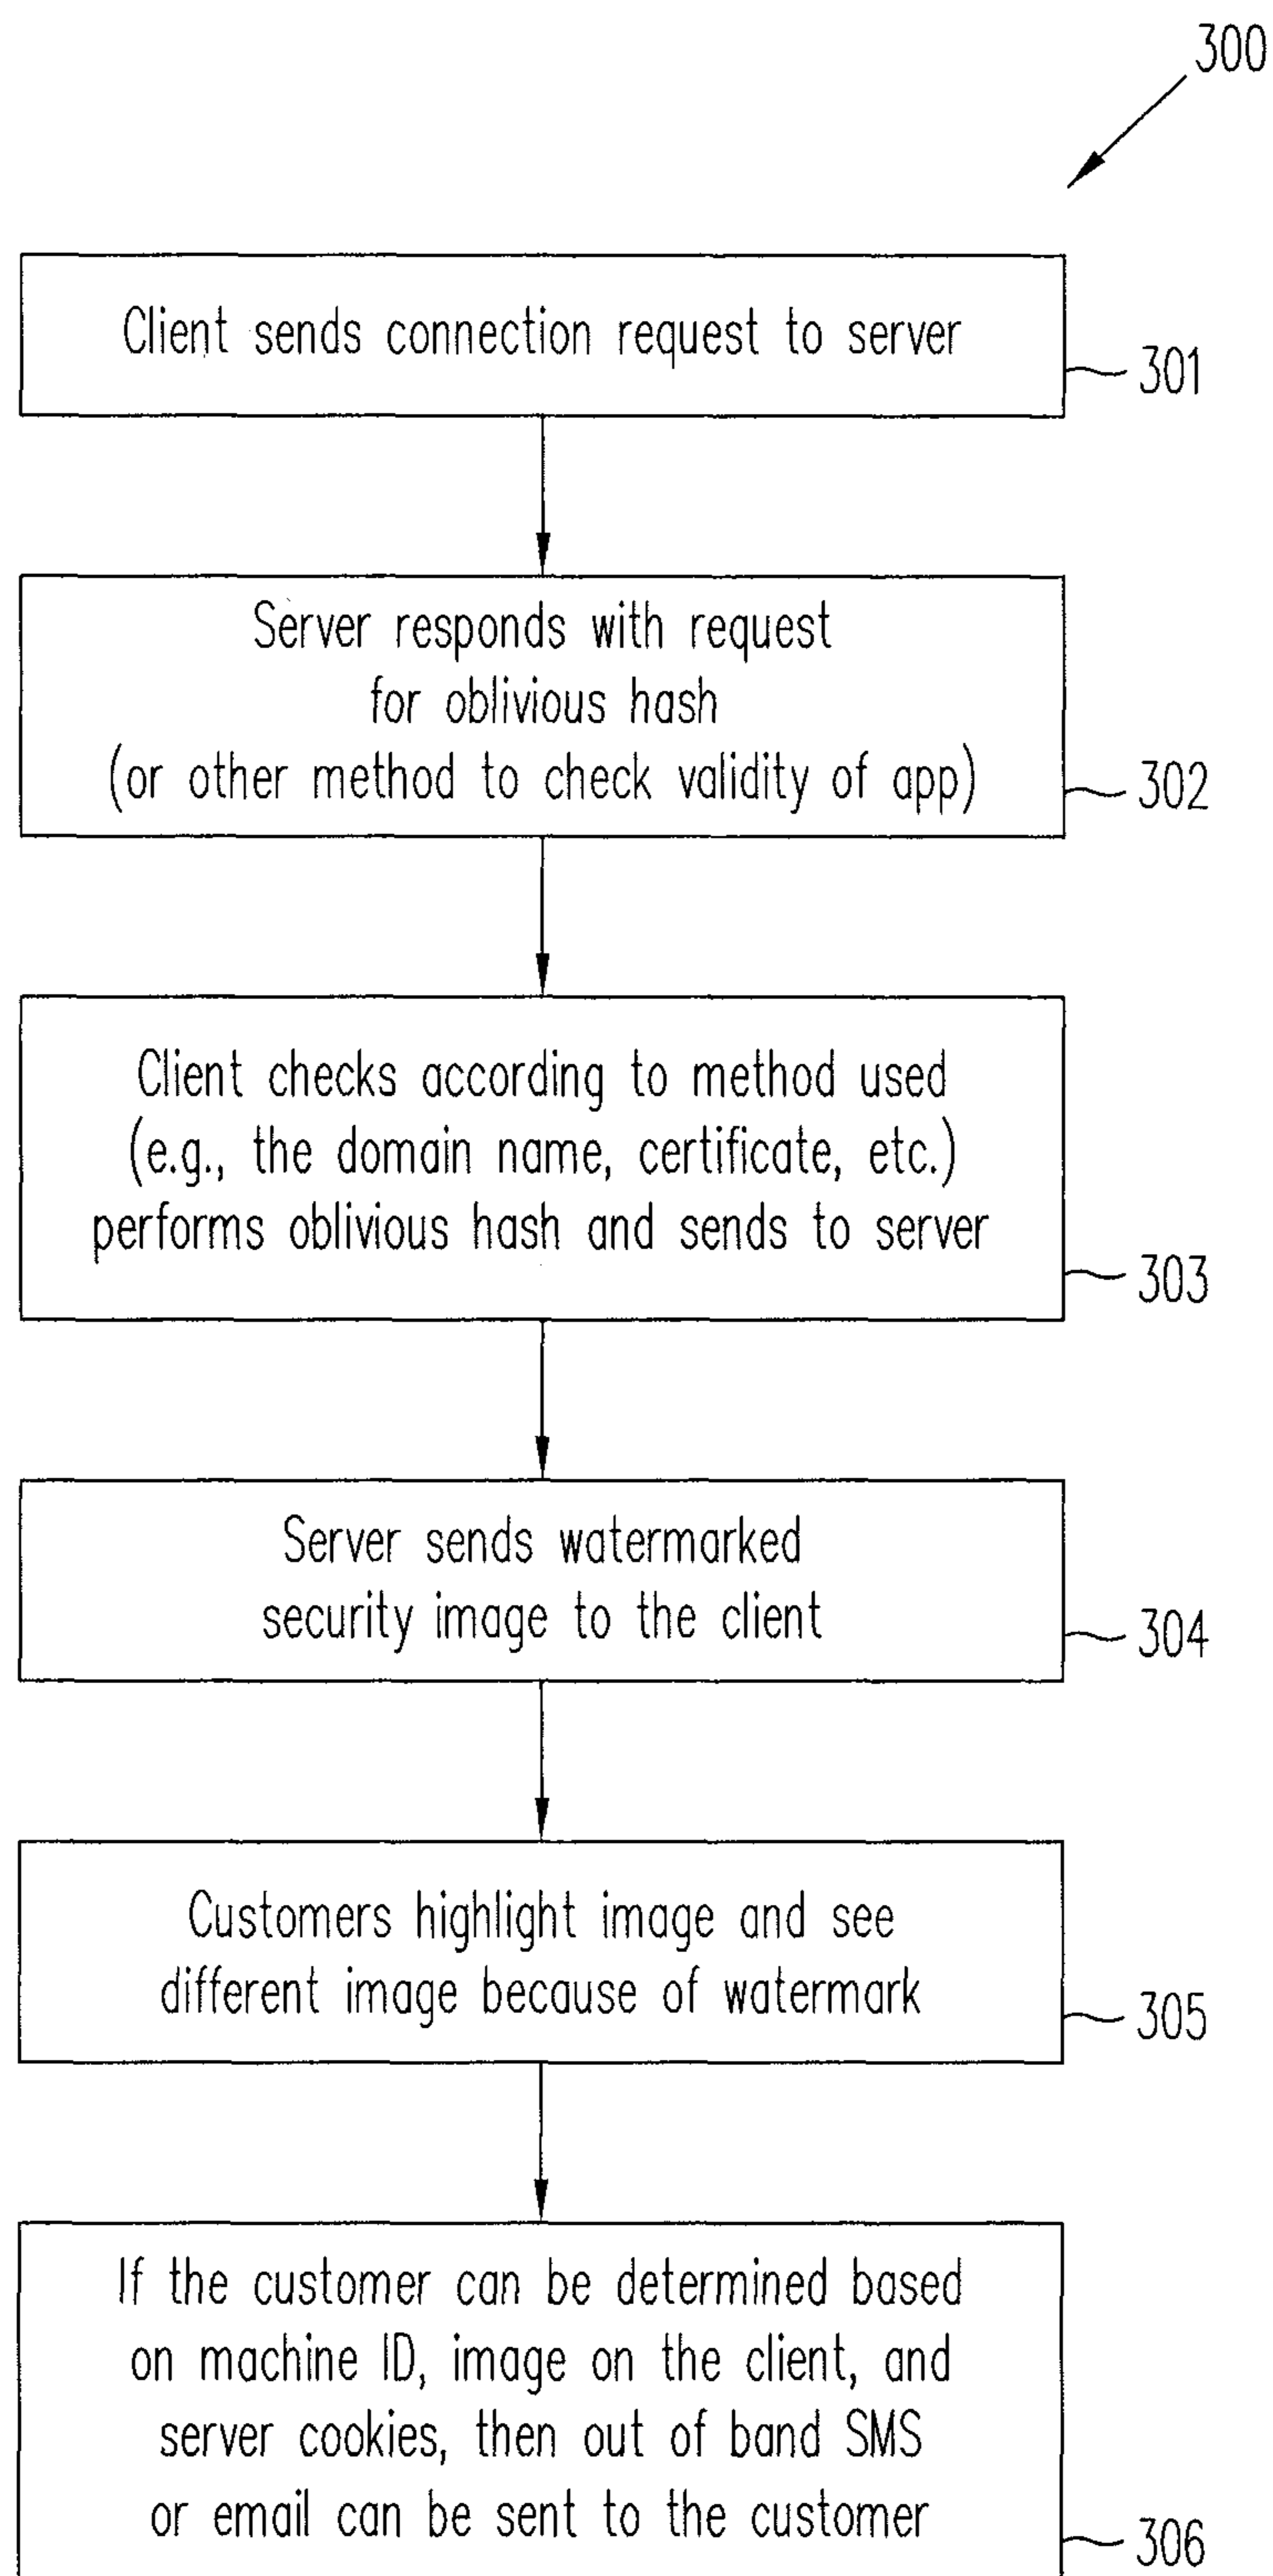 300
Client sends connection request to server
301
Server responds with request
for oblivious hash
(or other method to check validity of app)
302
Client checks according to method used
(e.g., the domain name, certificate, etc.)
performs oblivious hash and sends to server
303
Server sends watermarked
security image to the client
304
Customers highlight image and see
different image because of watermark
305
If the customer can be determined based
on machine ID, image on the client, and
server cookies, then out of band SMS
or email can be sent to the customer
306